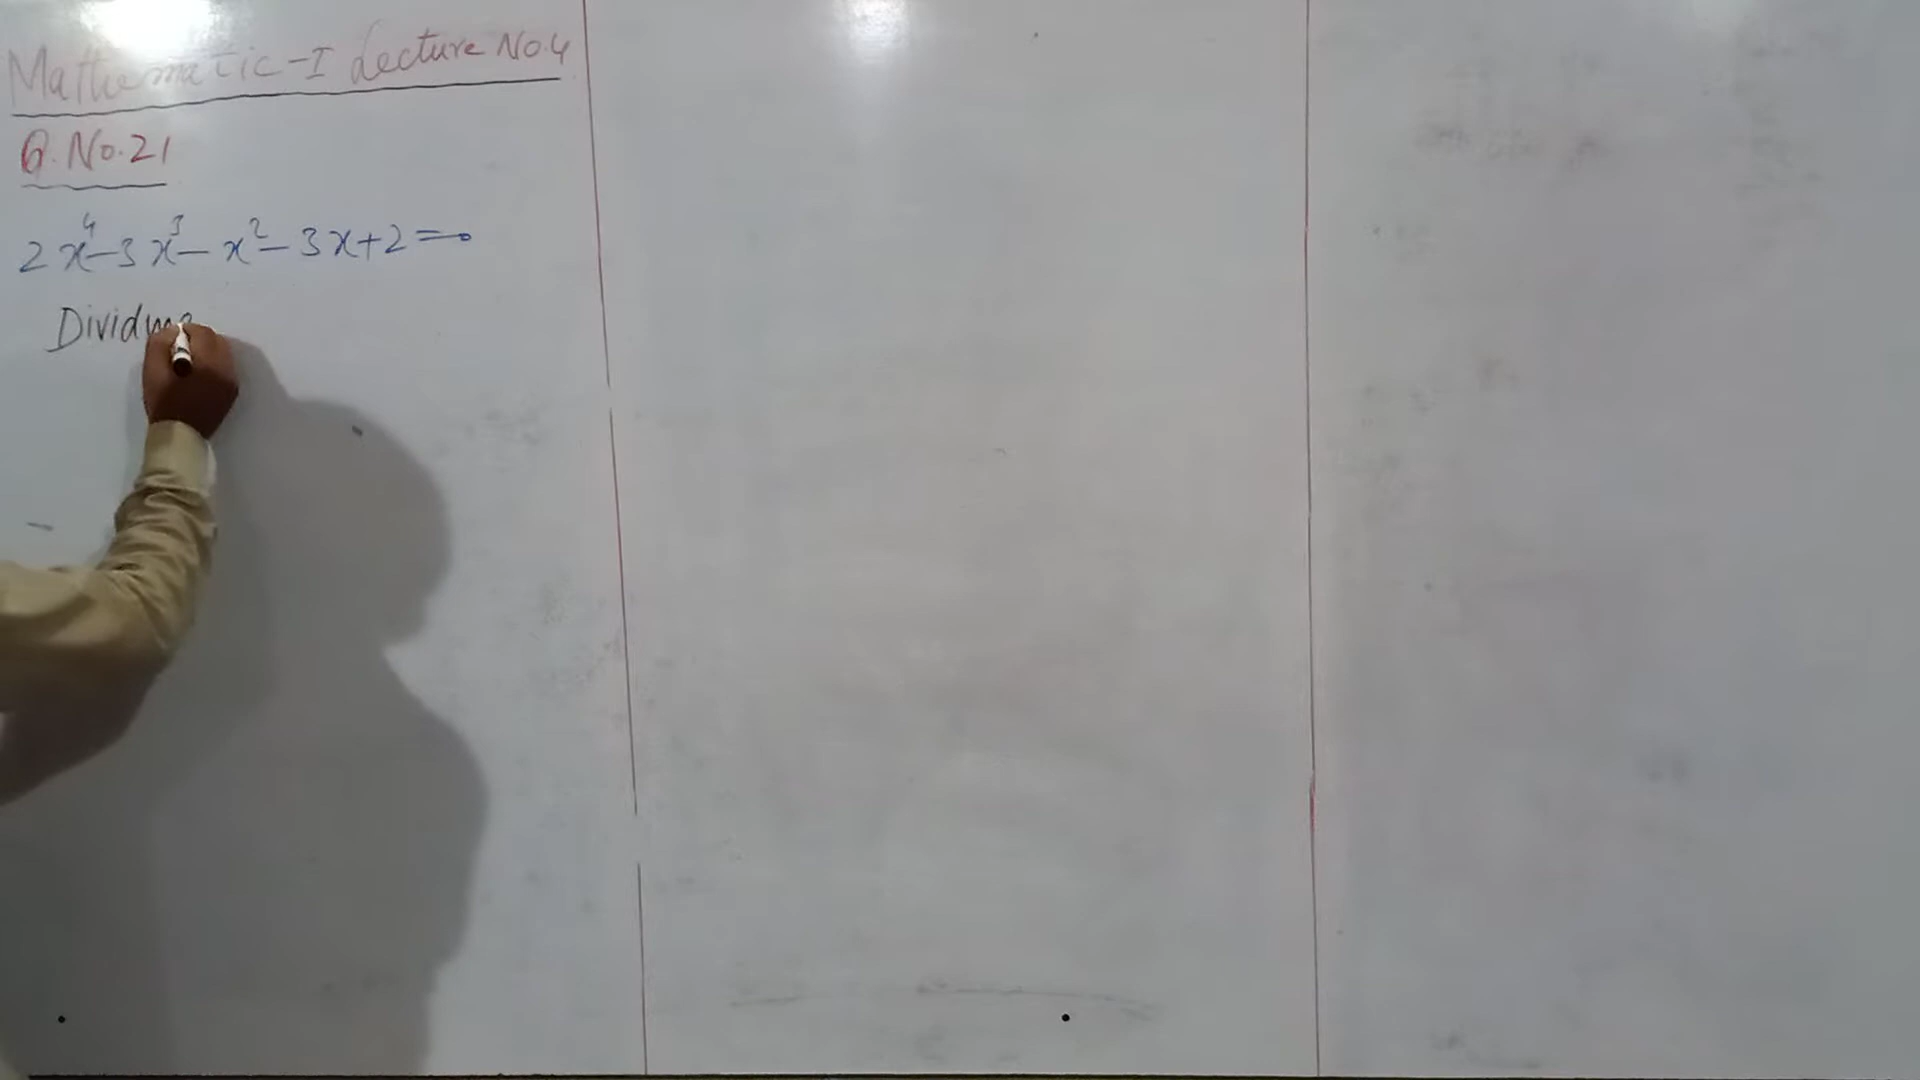 Mathematic-I Lecture No.4
Q.No.21
2x⁴-3x³-x²-3x+2=0
Dividing